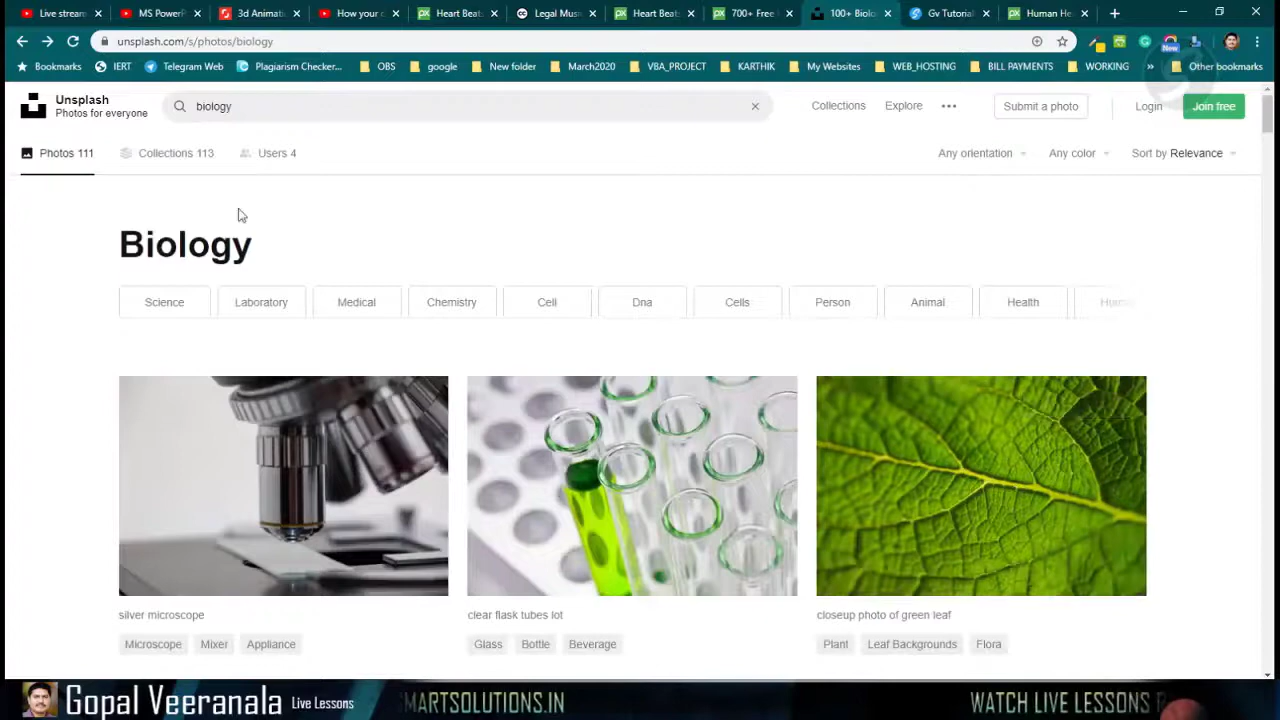 Live stream
MS PowerP
3d Animati
How your c
Heart Beats
Legal Musi
Heart Beats
700+ Free
100+ Biolo
Gv Tutorial
Human He
unsplash.com/s/photos/biology
New
Bookmarks
IERT
Telegram Web
Plagiarism Checker...
OBS
google
New folder
March2020
VBA_PROJECT
KARTHIK
My Websites
WEB_HOSTING
BILL PAYMENTS
WORKING
»
Other bookmarks
Unsplash
Photos for everyone
biology
Collections
Explore
Submit a photo
Login
Join free
Photos 111
Collections 113
Users 4
Any orientation
Any color
Sort by Relevance
Biology
Science
Laboratory
Medical
Chemistry
Cell
Dna
Cells
Person
Animal
Health
Human
silver microscope
clear flask tubes lot
closeup photo of green leaf
Microscope
Mixer
Appliance
Glass
Bottle
Beverage
Plant
Leaf Backgrounds
Flora
Gopal Veeranala
Live Lessons
SMARTSOLUTIONS.IN
WATCH LIVE LESSONS